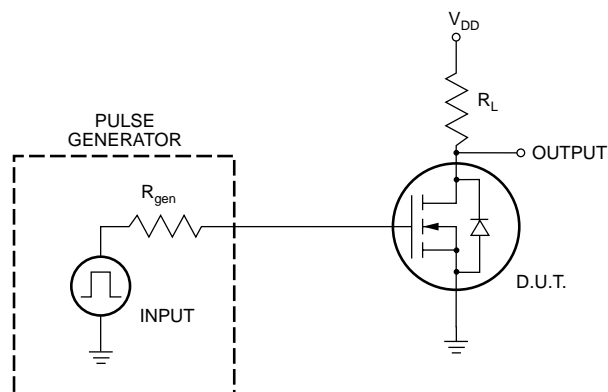 V_DD
R_L
OUTPUT
PULSE
GENERATOR
R_gen
INPUT
D.U.T.